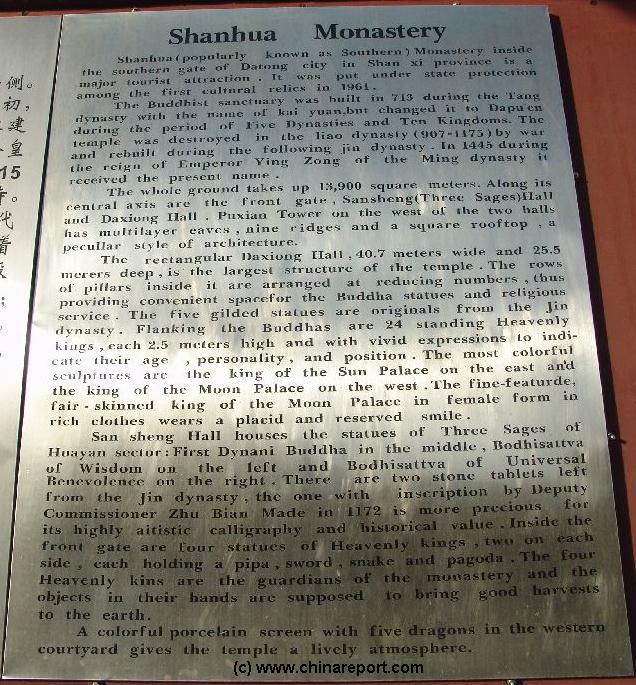 侧。
初，
建
皇
15
。
代
着
；
Shanhua Monastery
Shanhua (popularly known as Southern) Monastery inside
the southern gate of Datong city in Shan xi province is a
major tourist attraction. It was put under state protection
among the first cultural relics in 1961.
The Buddhist sanctuary was built in 713 during the Tang
dynasty with the name of kai yuan,but changed it to Dapu'en
during the period of Five Dynasties and Ten Kingdoms. The
temple was destroyed in the liao dynasty (907-1175) by war
and rebuilt during the following jin dynasty. In 1445 during
the reign of Emperor Ying Zong of the Ming dynasty it
received the present name.
The whole ground takes up 13,900 square meters. Along its
central axis are the front gate, Sansheng(Three Sages)Hall
and Daxiong Hall. Puxian Tower on the west of the two halls
has multilayer eaves, nine ridges and a square rooftop, a
peculiar style of architecture.
The rectangular Daxiong Hall, 40.7 meters wide and 25.5
merers deep, is the largest structure of the temple. The rows
of pillars inside it are arranged at reducing numbers, thus
providing convenient spacefor the Buddha statues and religious
service. The five gilded statues are originals from the Jin
dynasty. Flanking the Buddhas are 24 standing Heavenly
kings, each 2.5 meters high and with vivid expressions to indi-
cate their age, personality, and position. The most colorful
sculptures are the king of the Sun Palace on the east and
the king of the Moon Palace on the west. The fine-featurde,
fair-skinned king of the Moon Palace in female form in
rich clothes wears a placid and reserved smile.
San sheng Hall houses the statues of Three Sages of
Huayan sector: First Dynani Buddha in the middle, Bodhisattva
of Wisdom on the left and Bodhisattva of Universal
Benevolence on the right. There are two stone tablets left
from the Jin dynasty, the one with inscription by Deputy
Commissioner Zhu Bian Made in 1172 is more precious for
its highly aitistic calligraphy and historical value. Inside the
front gate are four statues of Heavenly kings, two on each
side, each holding a pipa, sword, snake and pagoda. The four
Heavenly kins are the guardians of the monastery and the
objects in their hands are supposed to bring good harvests
to the earth.
A colorful porcelain screen with five dragons in the western
courtyard gives the temple a lively atmosphere.
(c) www.chinareport.com